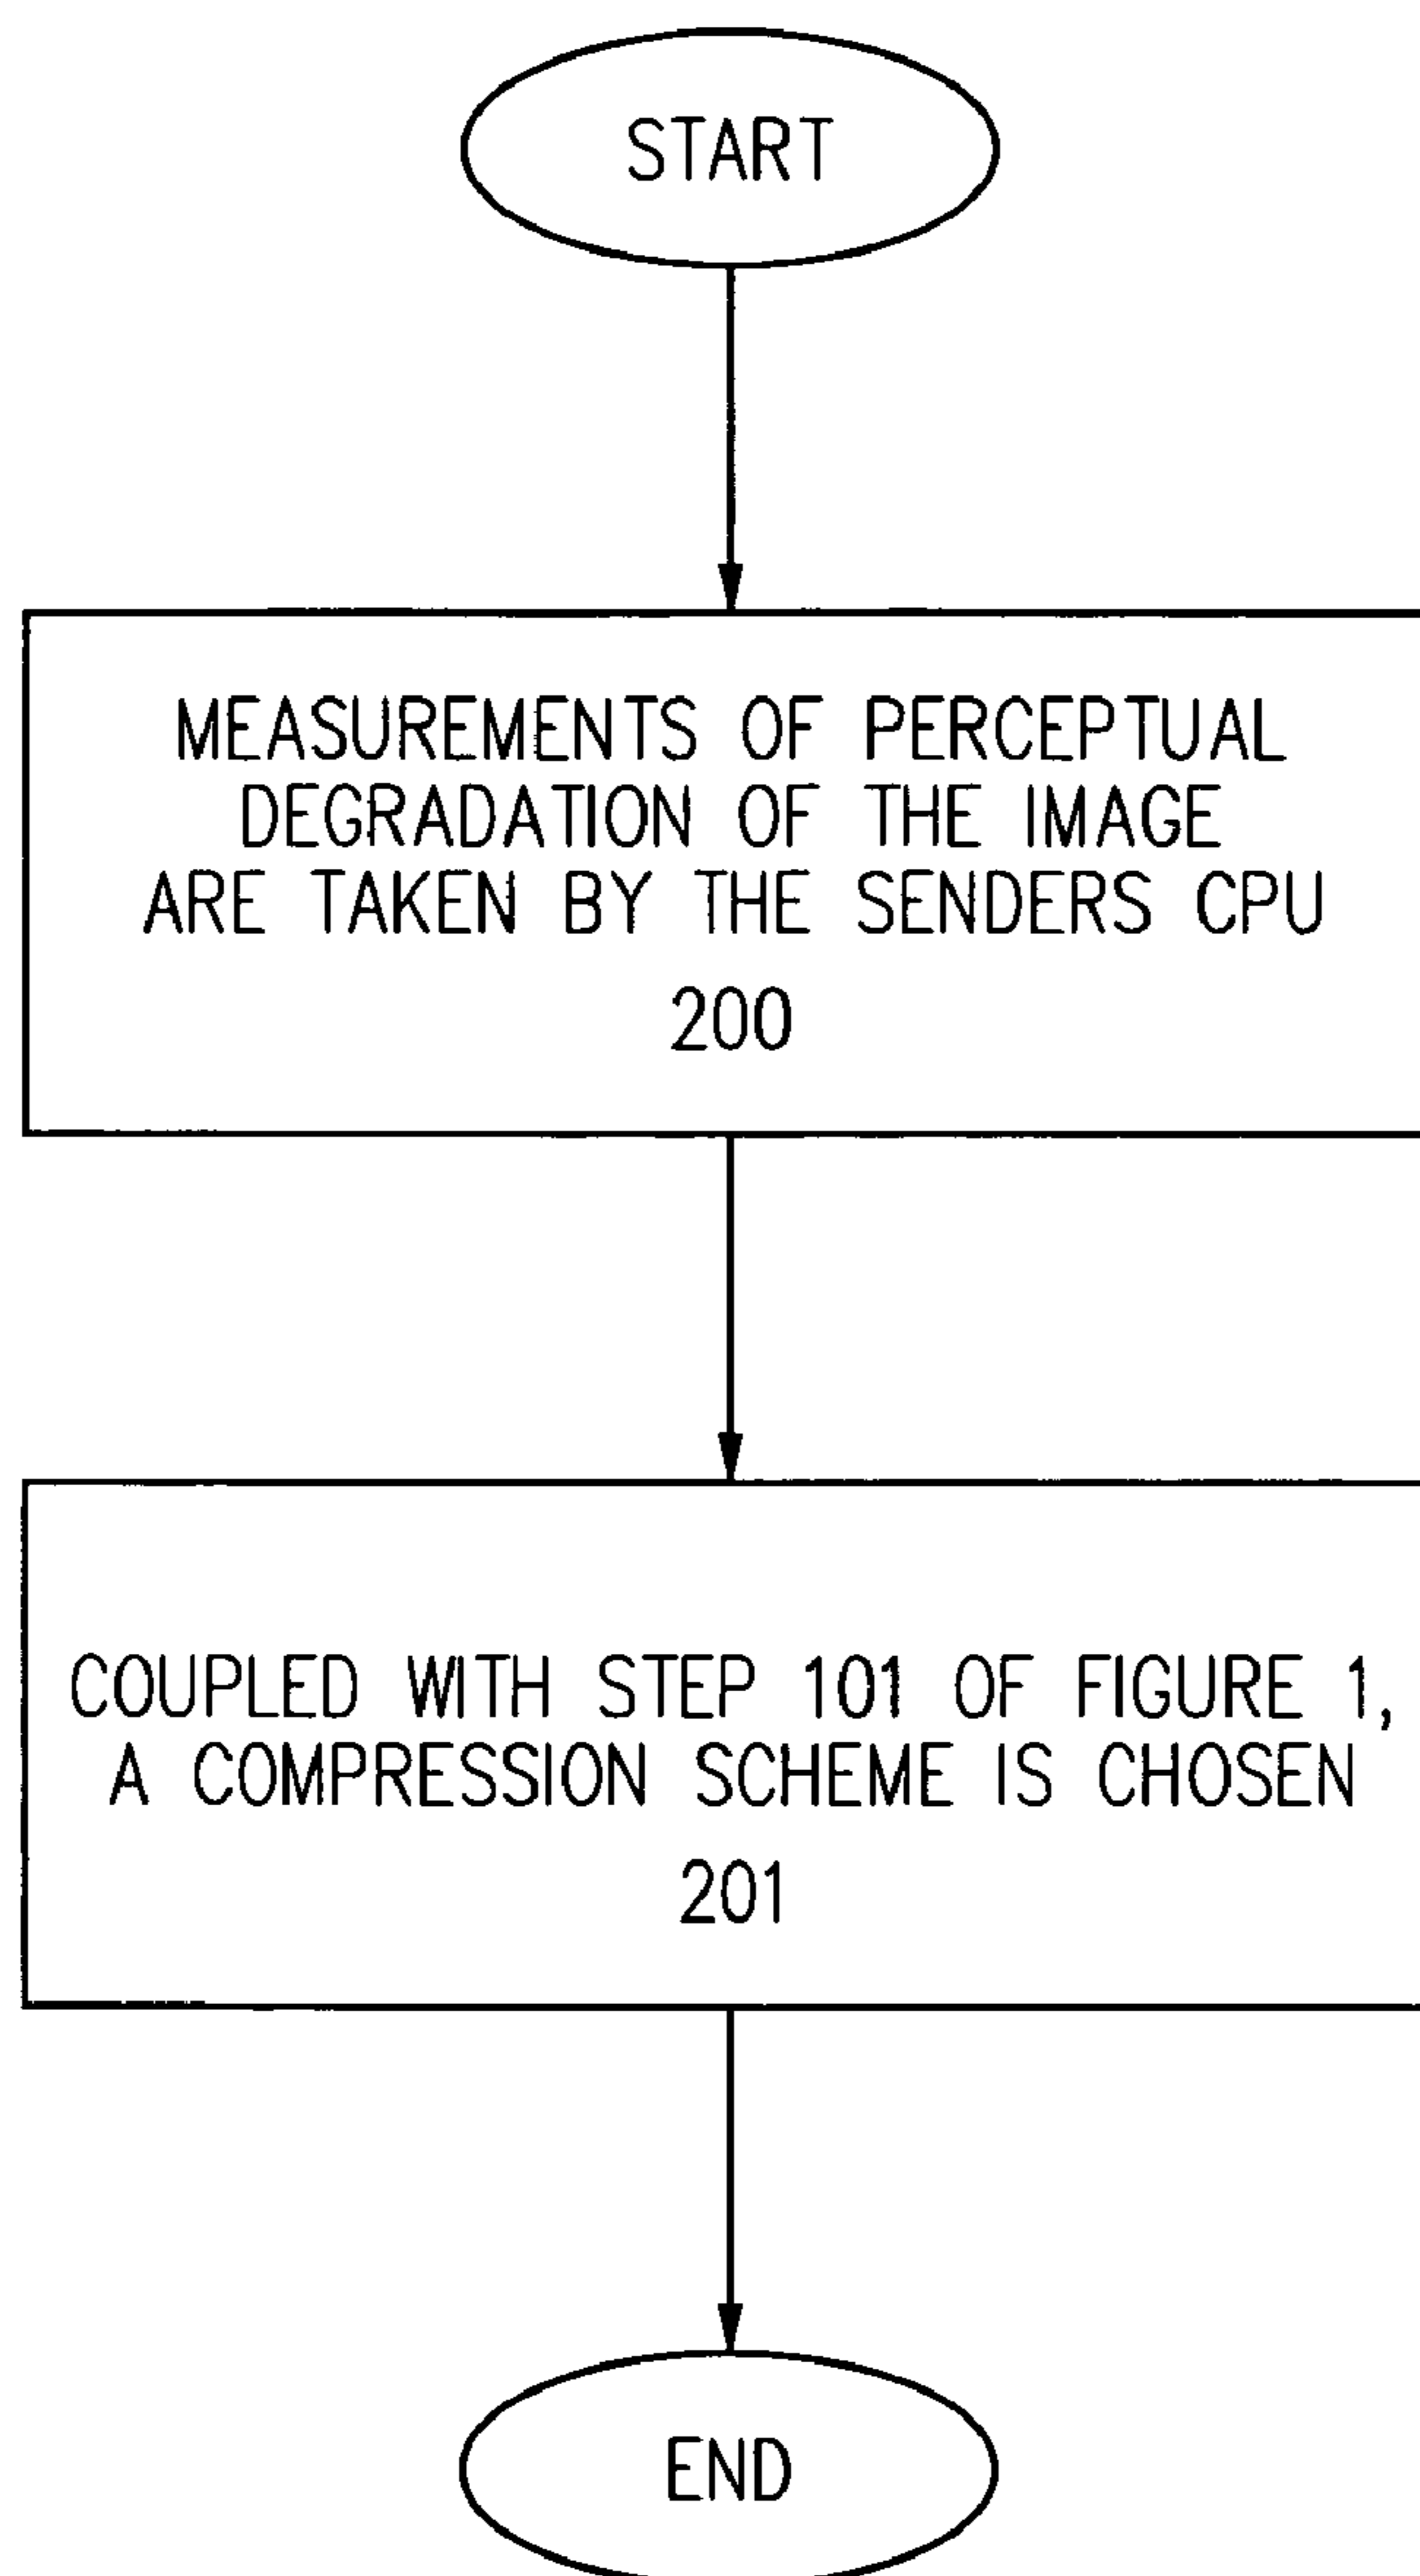 START
MEASUREMENTS OF PERCEPTUAL
DEGRADATION OF THE IMAGE
ARE TAKEN BY THE SENDERS CPU
200
COUPLED WITH STEP 101 OF FIGURE 1,
A COMPRESSION SCHEME IS CHOSEN
201
END